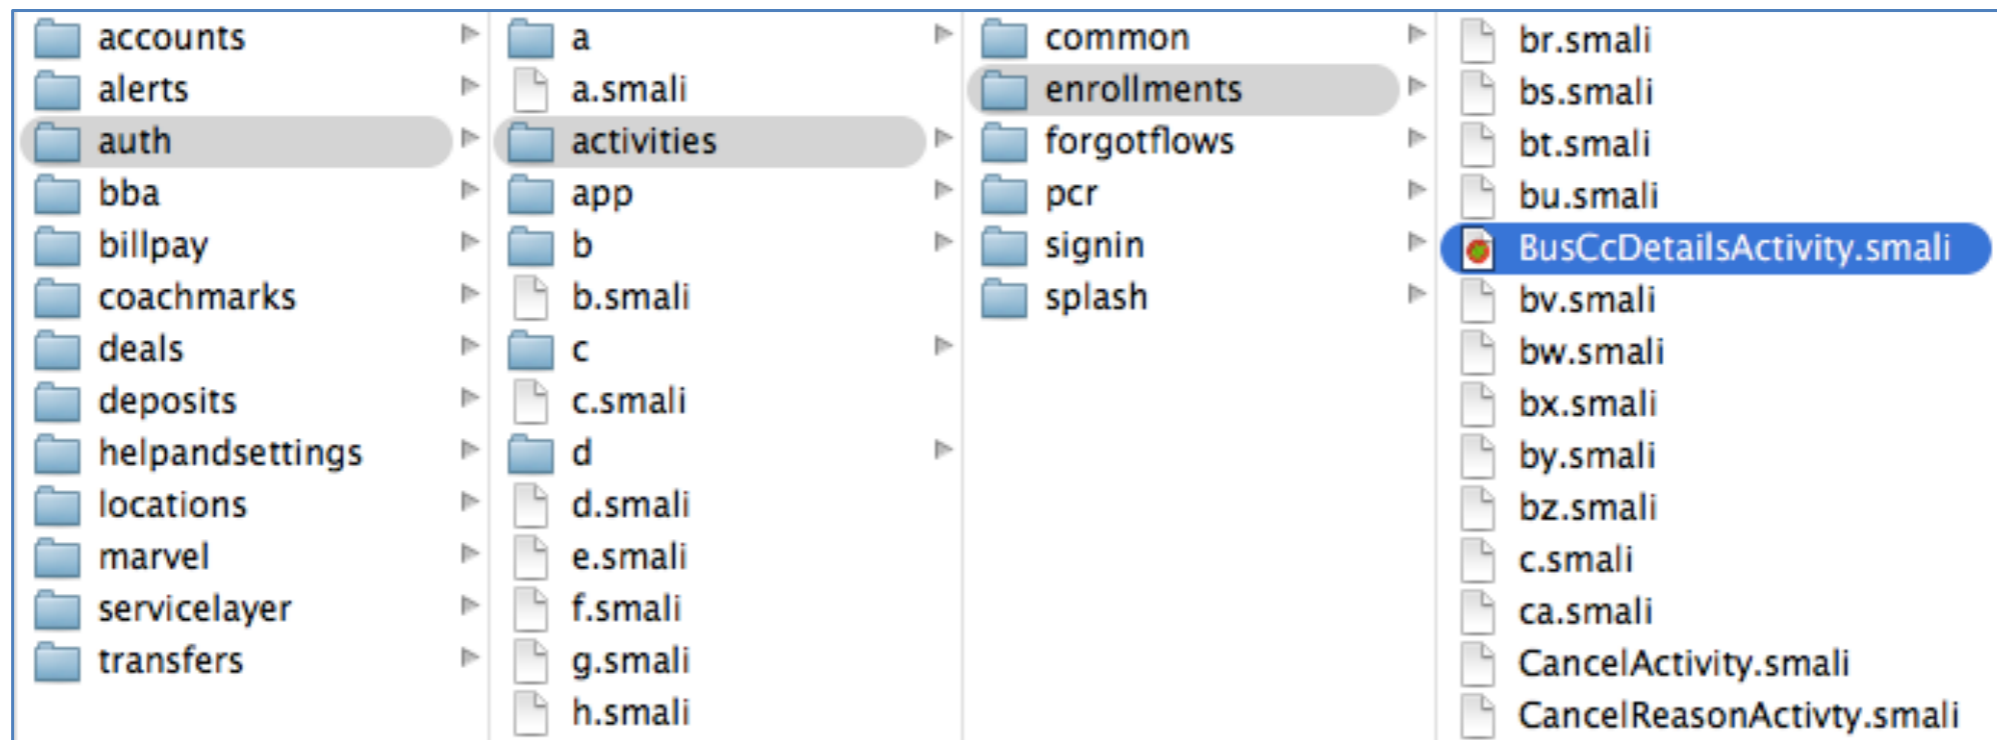 accounts
alerts
auth
bba
billpay
coachmarks
deals
deposits
helpandsettings
locations
marvel
servicelayer
transfers
a
a.smali
activities
app
b
b.smali
c
c.smali
d
d.smali
e.smali
f.smali
g.smali
h.smali
common
enrollments
forgotflows
pcr
signin
splash
br.smali
bs.smali
bt.smali
bu.smali
BusCcDetailsActivity.smali
bv.smali
bw.smali
bx.smali
by.smali
bz.smali
c.smali
ca.smali
CancelActivity.smali
CancelReasonActivty.smali